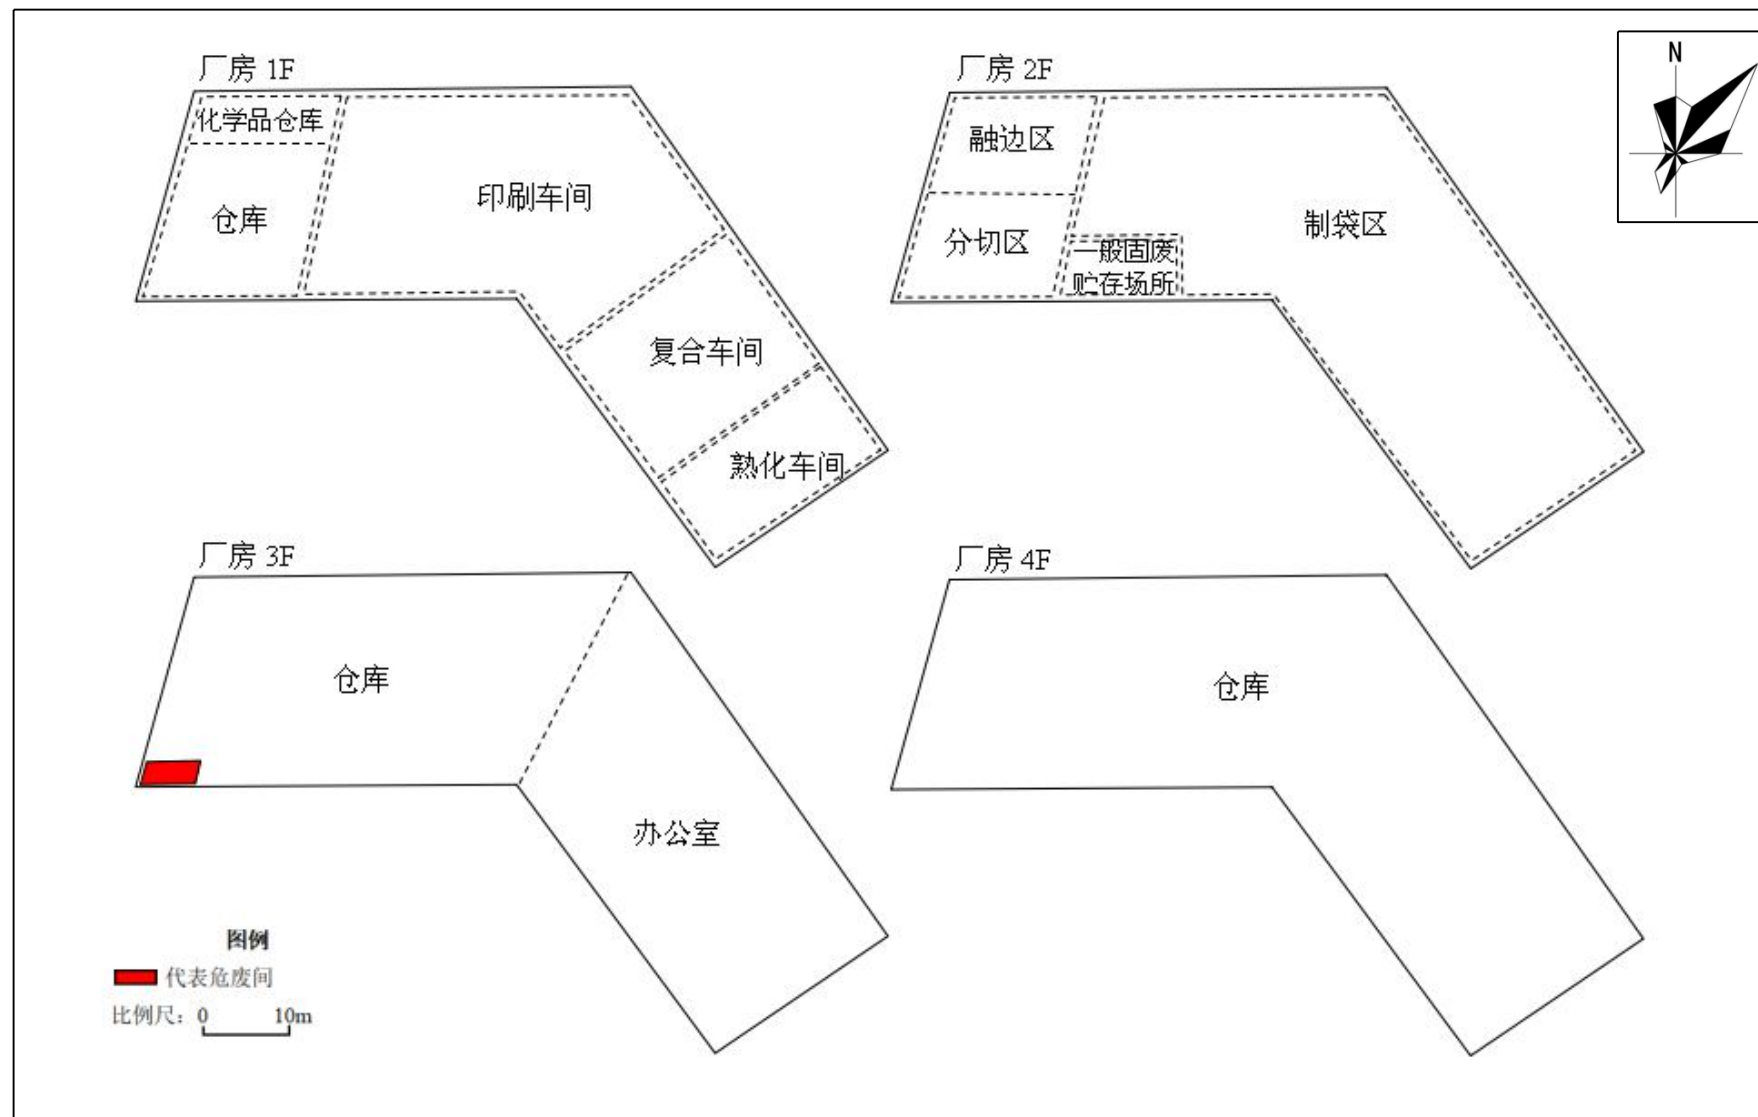 厂房 1F
厂房 2F
N
化学品仓库
仓库
印刷车间
复合车间
熟化车间
融边区
分切区
一般固废
贮存场所
制袋区
厂房 3F
厂房 4F
仓库
办公室
仓库
图例
代表危废间
比例尺：0 10m